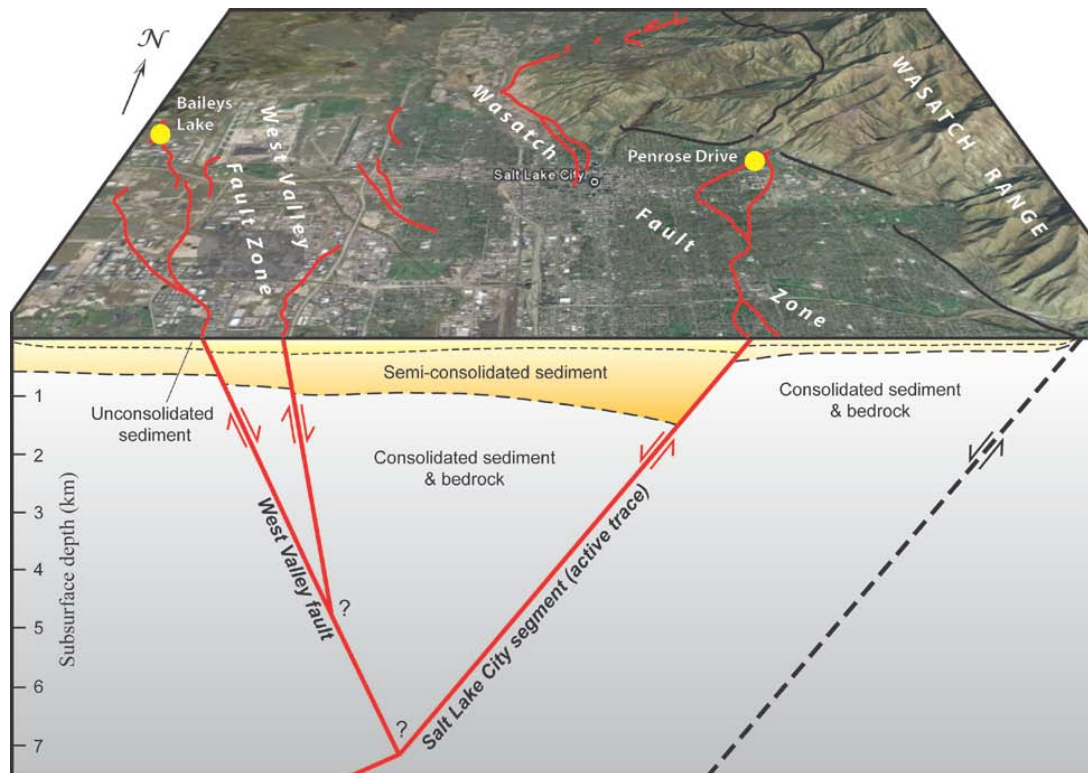 N
Baileys
Lake
West Valley
Fault Zone
Wasatch
Fault
Zone
Salt Lake City
Penrose Drive
WASATCH RANGE
Unconsolidated
sediment
Semi-consolidated sediment
Consolidated sediment
& bedrock
Consolidated sediment
& bedrock
West Valley fault
?
?
Salt Lake City segment (active trace)
Subsurface depth (km)
1
2
3
4
5
6
7